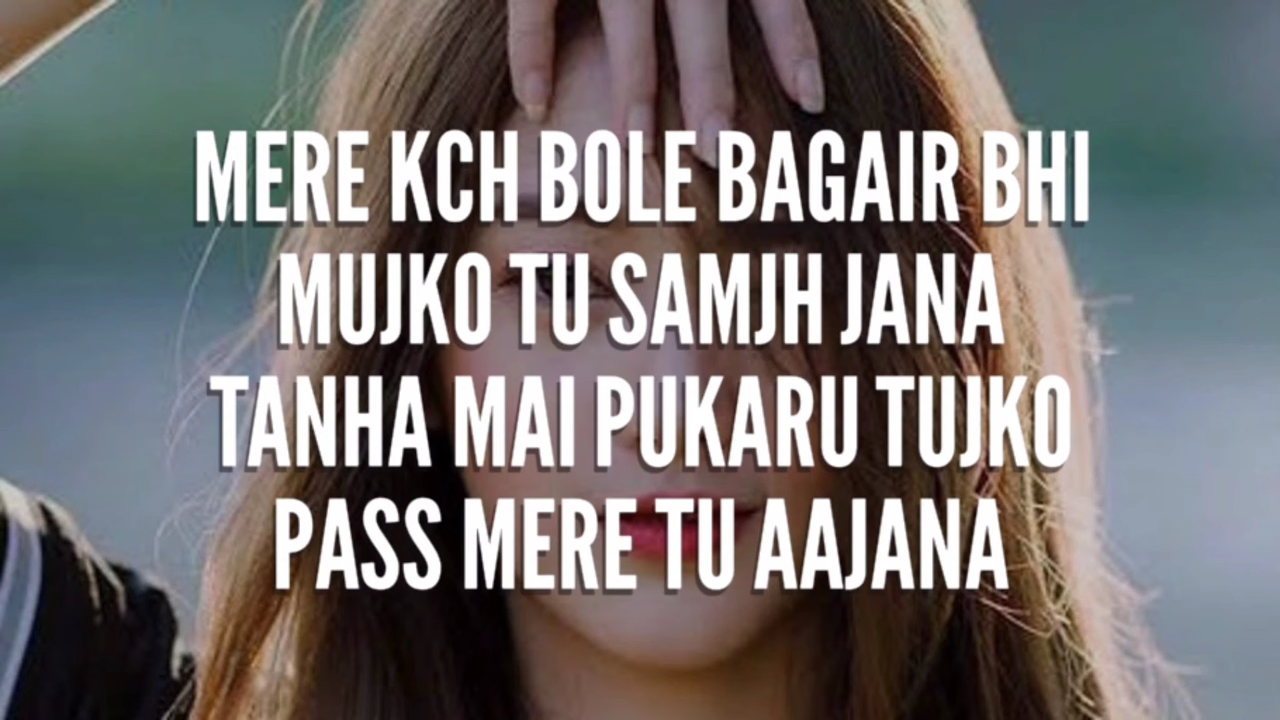 MERE KCH BOLE BAGAIR BHI
MUJKO TU SAMJH JANA
TANHA MAI PUKARU TUJKO
PASS MERE TU AAJANA